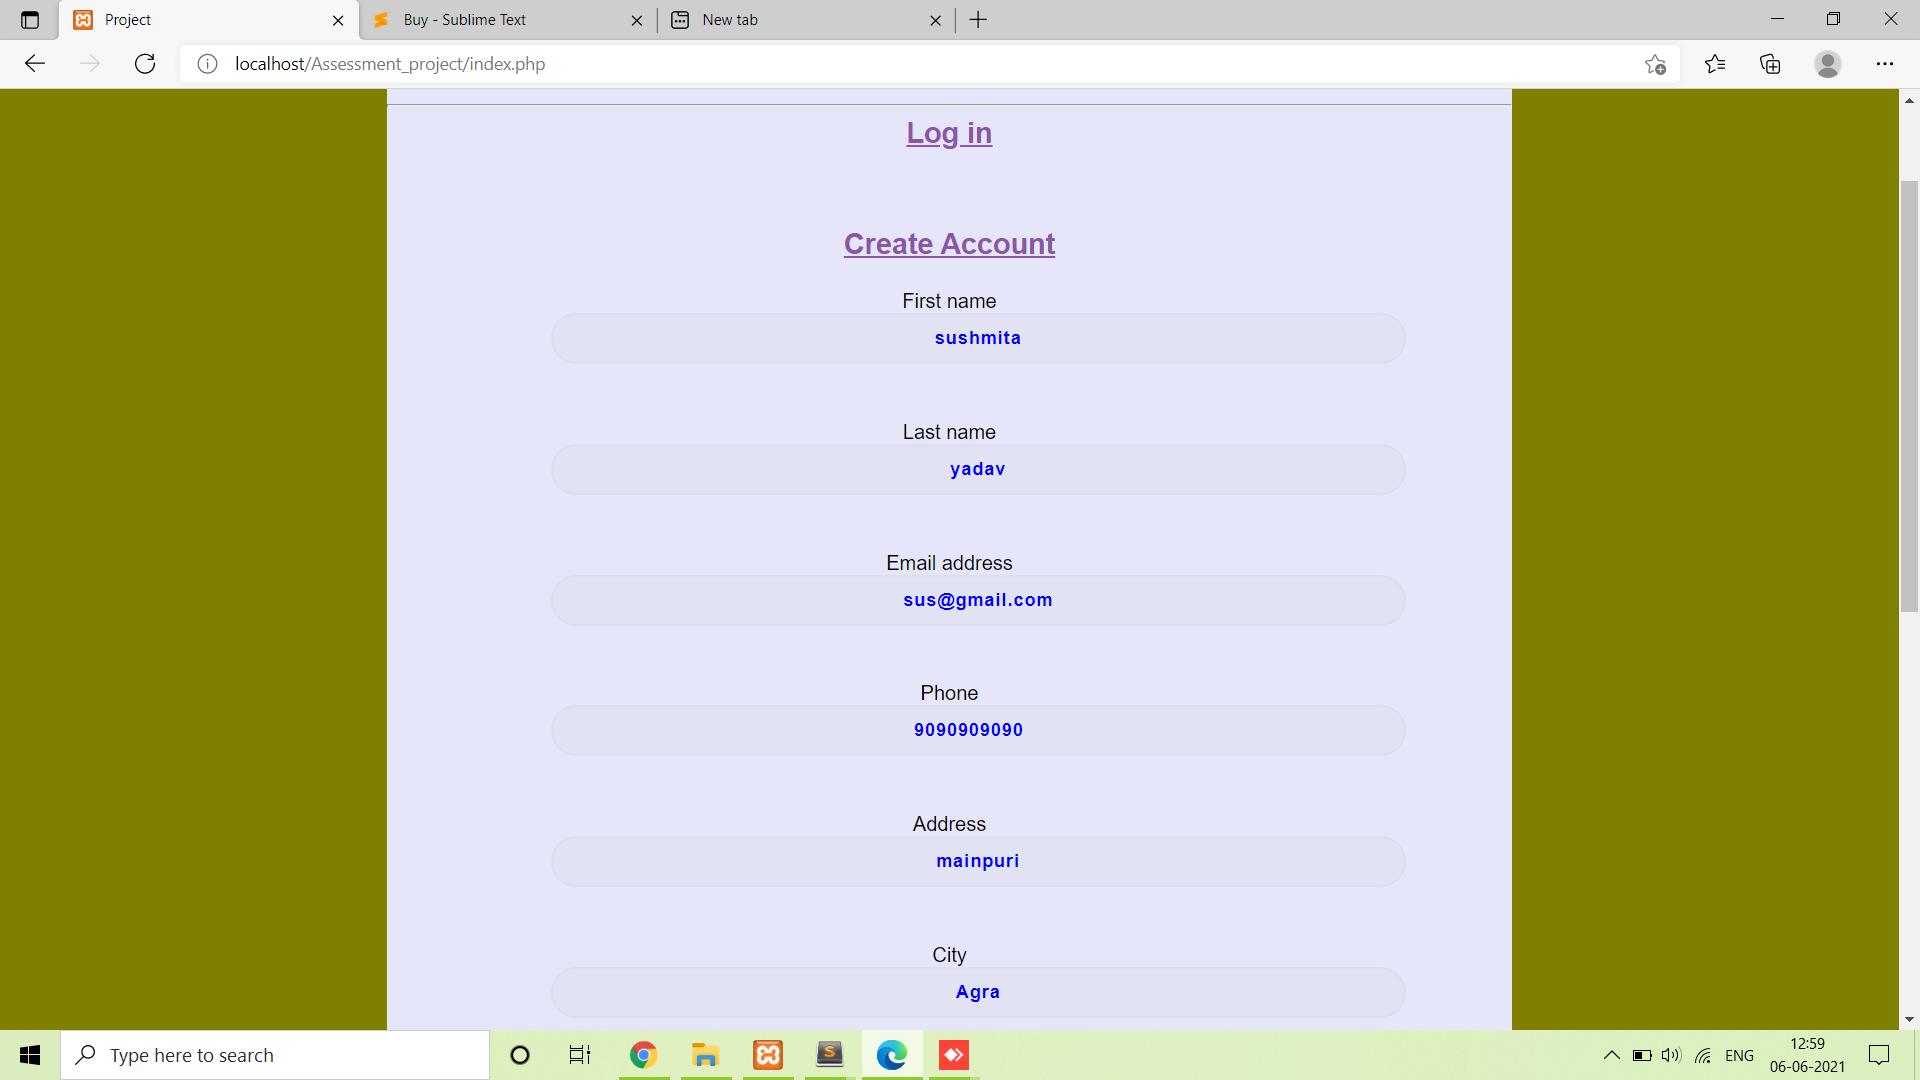 Project
Buy - Sublime Text
New tab
localhost/Assessment_project/index.php
Log in
Create Account
First name
sushmita
Last name
yadav
Email address
sus@gmail.com
Phone
9090909090
Address
mainpuri
City
Agra
Type here to search
ENG
12:59
06-06-2021